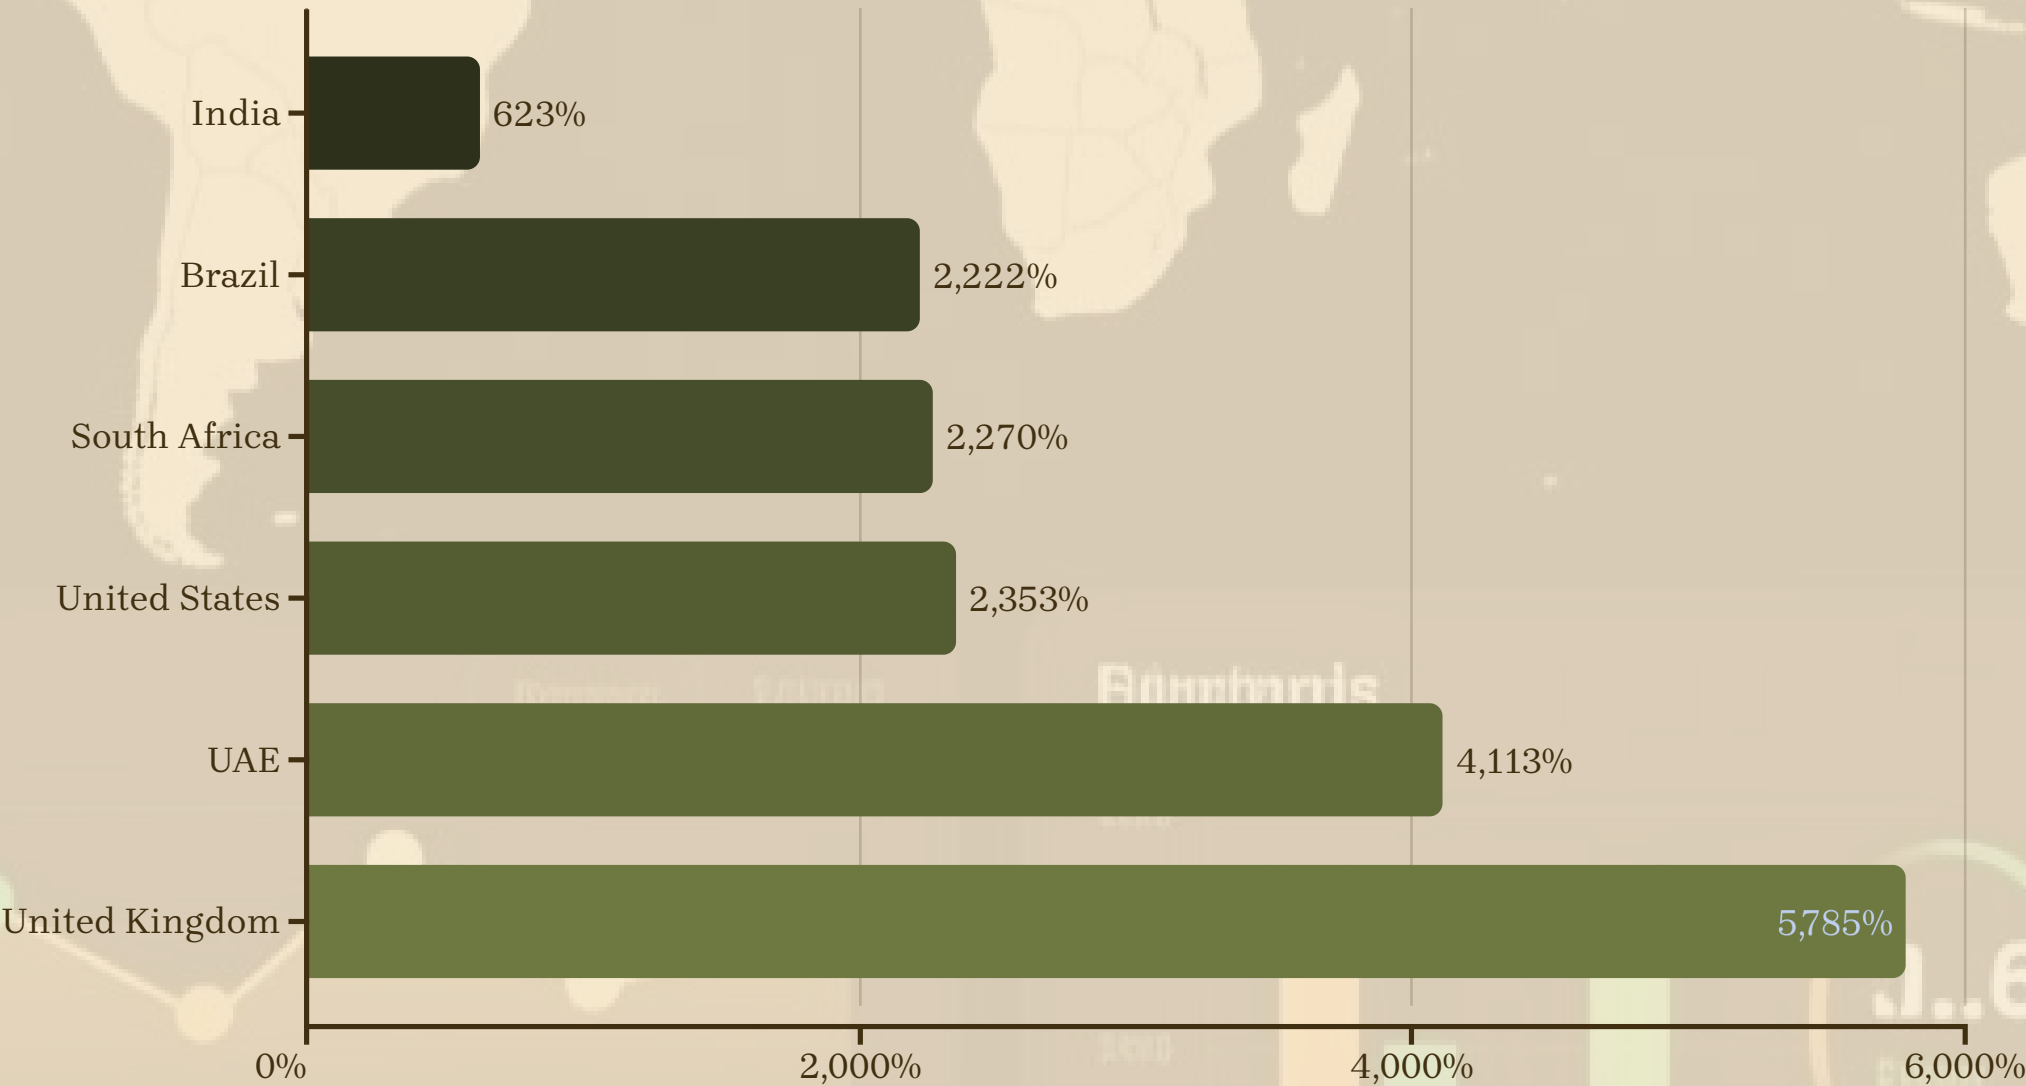 India
623%
Brazil
2,222%
South Africa
2,270%
United States
2,353%
UAE
4,113%
United Kingdom
5,785%
0%
2,000%
4,000%
6,000%